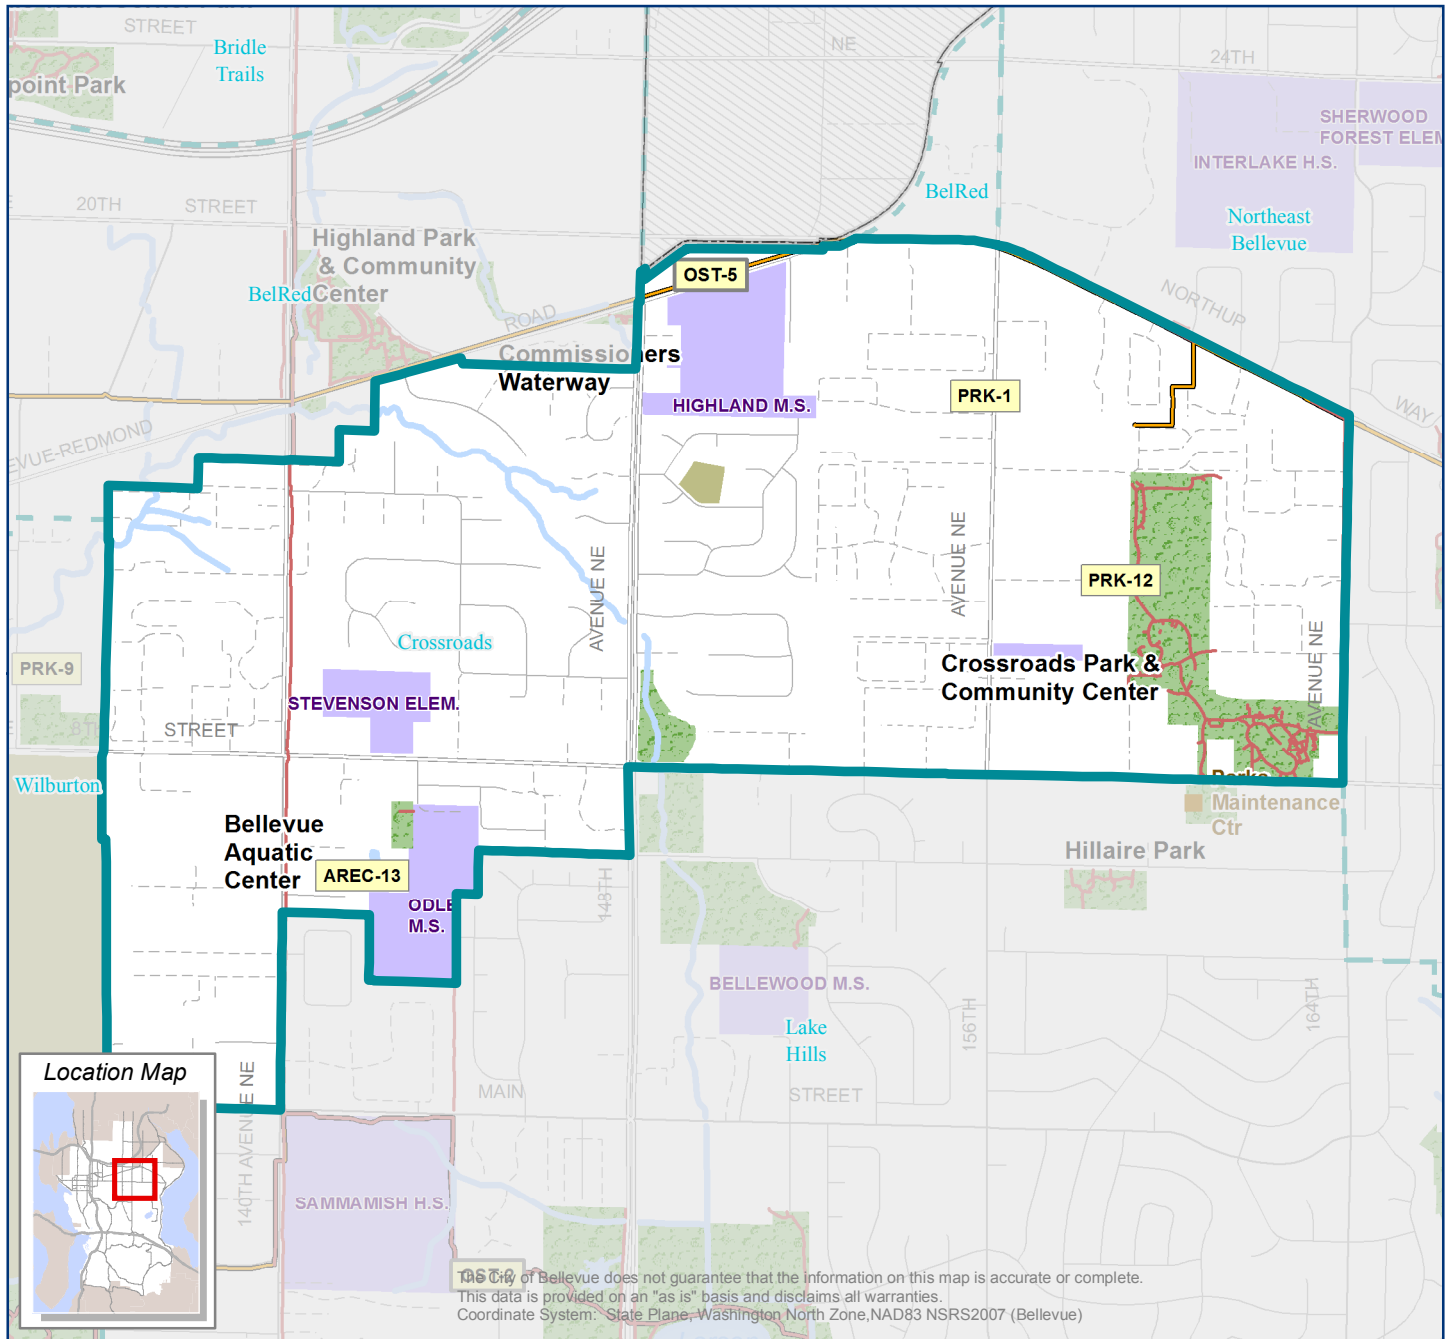 STREET
Bridle
Trails
NE
24TH
point Park
SHERWOOD
FOREST ELEM
INTERLAKE H.S.
BelRed
20TH
STREET
Northeast
Bellevue
Highland Park
& Community
Center
BelRed
OST-5
NORTHUP
ROAD
Commissioners
Waterway
PRK-1
HIGHLAND M.S.
WAY
EVUE-REDMOND
AVENUE NE
AVENUE NE
PRK-12
Crossroads
AVENUE NE
PRK-9
Crossroads Park &
Community Center
STEVENSON ELEM.
8TH
STREET
Wilburton
Parks
Maintenance
Ctr
Bellevue
Aquatic
Center
AREC-13
Hillaire Park
148TH
ODLE
M.S.
BELLEWOOD M.S.
164TH
156TH
Lake
Hills
Location Map
MAIN
STREET
140TH AVENUE NE
SAMMAMISH H.S.
OST-2
The City of Bellevue does not guarantee that the information on this map is accurate or complete.
This data is provided on an "as is" basis and disclaims all warranties.
Coordinate System: State Plane, Washington North Zone,NAD83 NSRS2007 (Bellevue)